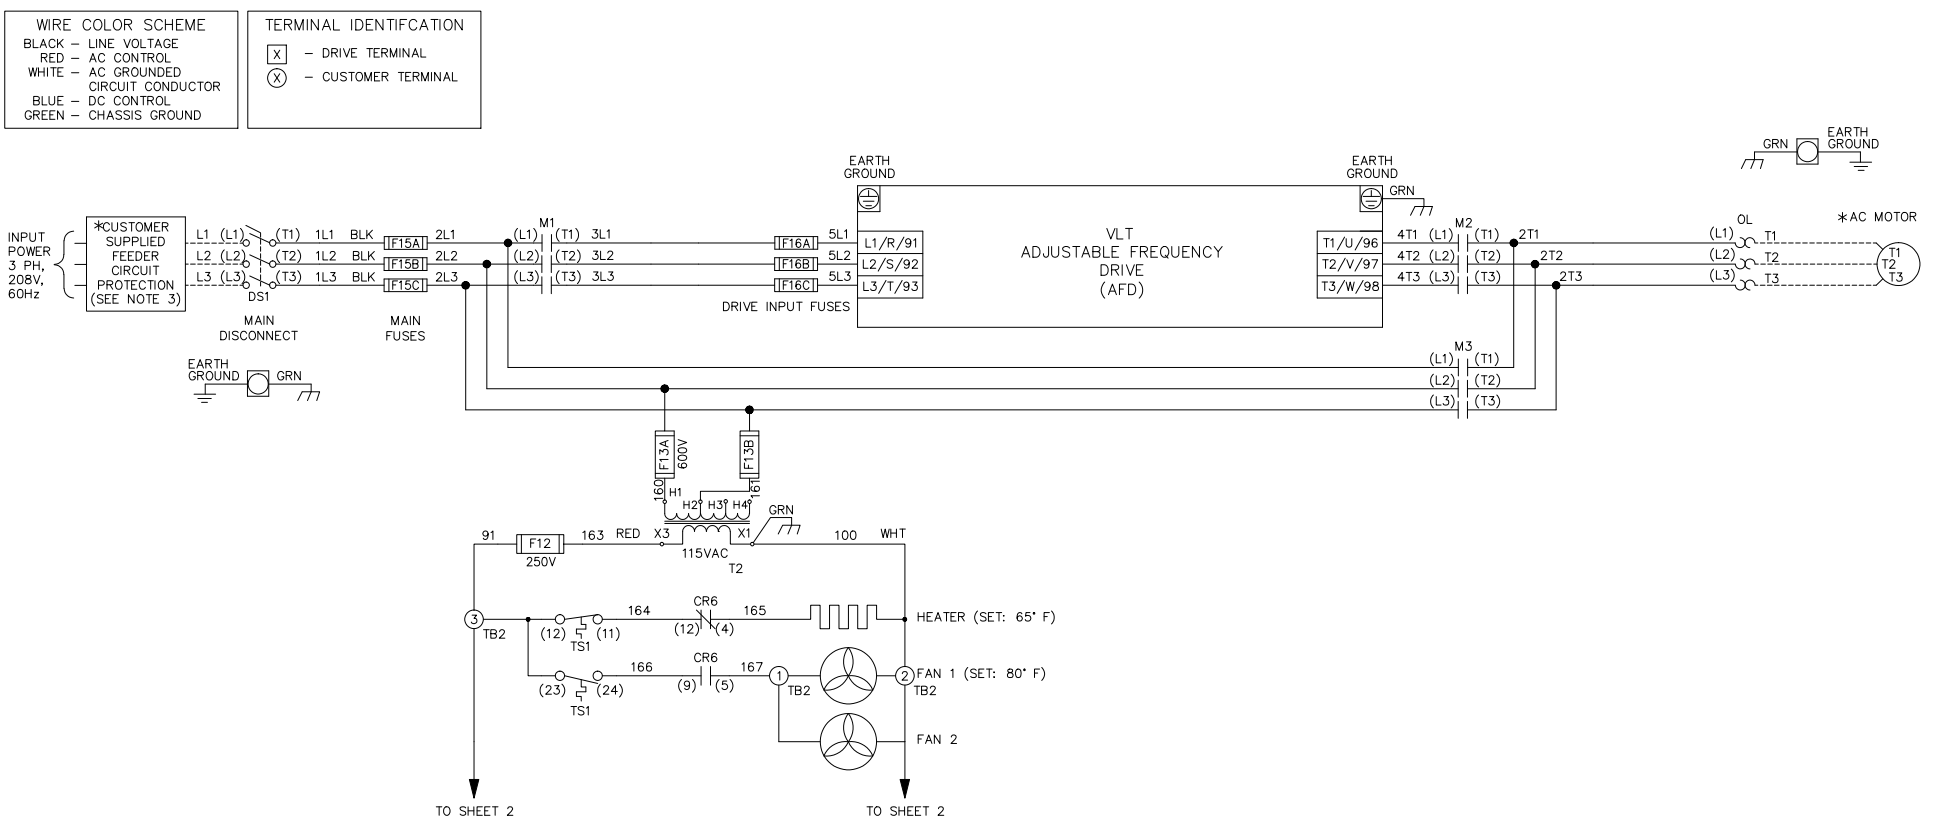 WIRE COLOR SCHEME
BLACK – LINE VOLTAGE
RED – AC CONTROL
WHITE – AC GROUNDED
CIRCUIT CONDUCTOR
BLUE – DC CONTROL
GREEN – CHASSIS GROUND
TERMINAL IDENTIFCATION
X – DRIVE TERMINAL
X – CUSTOMER TERMINAL
INPUT
POWER
3 PH,
208V,
60Hz
*CUSTOMER
SUPPLIED
FEEDER
CIRCUIT
PROTECTION
(SEE NOTE 3)
L1 (L1) (T1) 1L1 BLK F15A 2L1 (L1) M1 (T1) 3L1 F16A 5L1 L1/R/91
L2 (L2) (T2) 1L2 BLK F15B 2L2 (L2) (T2) 3L2 F16B 5L2 L2/S/92
L3 (L3) (T3) 1L3 BLK F15C 2L3 (L3) (T3) 3L3 F16C 5L3 L3/T/93
DS1
MAIN
DISCONNECT
MAIN
FUSES
DRIVE INPUT FUSES
EARTH
GROUND
GRN
EARTH
GROUND
VLT
ADJUSTABLE FREQUENCY
DRIVE
(AFD)
EARTH
GROUND
GRN
T1/U/96 4T1 (L1) M2 (T1) 2T1 (L1) OL T1
T2/V/97 4T2 (L2) (T2) 2T2 (L2) T2
T3/W/98 4T3 (L3) (T3) 2T3 (L3) T3
GRN
EARTH
GROUND
*AC MOTOR
T1
T2
T3
M3
(L1) (T1)
(L2) (T2)
(L3) (T3)
F13A
600V
F13B
160
H1
H2
H3
H4
161
GRN
91 F12 163 RED X3 X1 100 WHT
250V
115VAC
T2
3
TB2
(12) (11)
TS1
164
CR6
(12) (4)
165
HEATER (SET: 65° F)
(23) (24)
TS1
166
CR6
(9) (5)
167
1
TB2
2
TB2
FAN 1 (SET: 80° F)
FAN 2
TO SHEET 2
TO SHEET 2